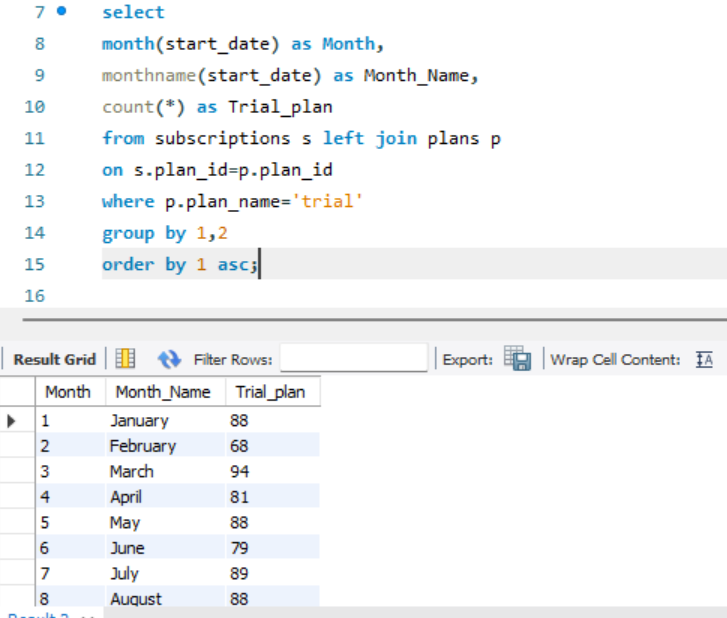 7 select
8 month(start_date) as Month,
9 monthname(start_date) as Month_Name,
10 count(*) as Trial_plan
11 from subscriptions s left join plans p
12 on s.plan_id=p.plan_id
13 where p.plan_name='trial'
14 group by 1,2
15 order by 1 asc;
16
Result Grid Filter Rows: Export: Wrap Cell Content: IA
Month Month_Name Trial_plan
1 January 88
2 February 68
3 March 94
4 April 81
5 May 88
6 June 79
7 July 89
8 August 88